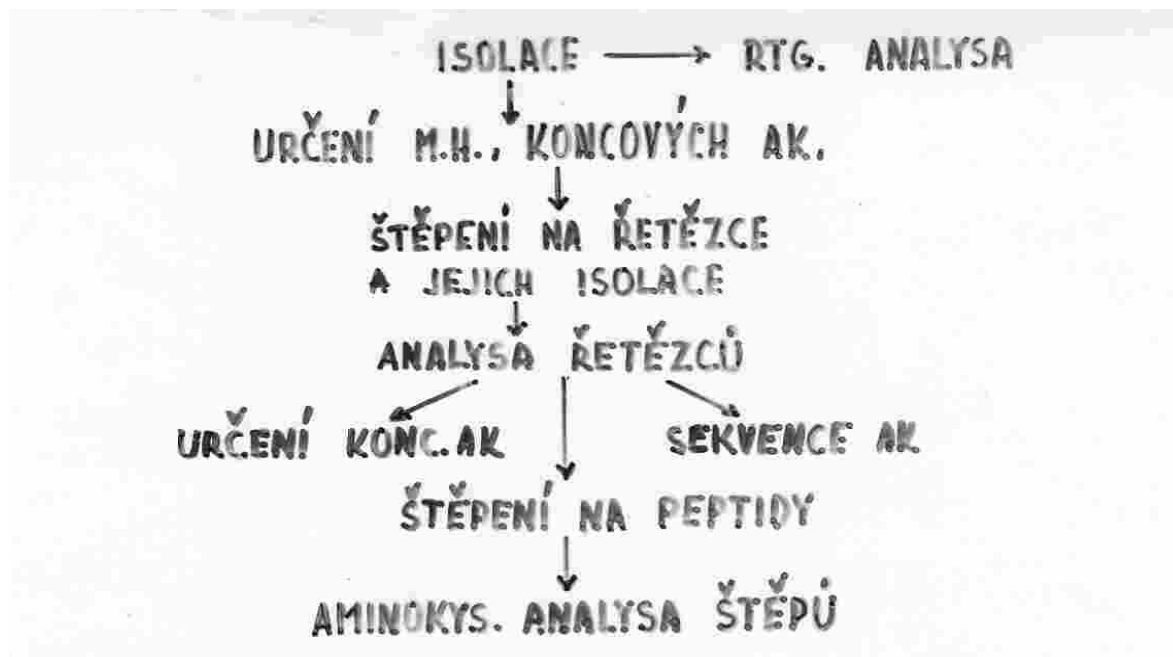 ISOLACE → RTG. ANALYSA
URČENÍ M.H., KONCOVÝCH AK.
ŠTĚPENÍ NA ŘETĚZCE
A JEJICH ISOLACE
ANALYSA ŘETĚZCŮ
URČENÍ KONC.AK SEKVENCE AK
ŠTĚPENÍ NA PEPTIDY
AMINOKYS. ANALYSA ŠTĚPŮ